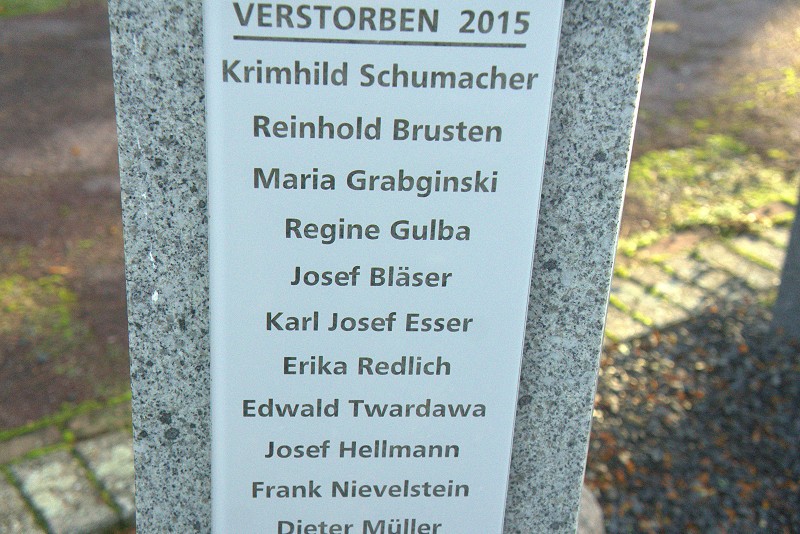 VERSTORBEN 2015
Krimhild Schumacher
Reinhold Brusten
Maria Grabginski
Regine Gulba
Josef Bläser
Karl Josef Esser
Erika Redlich
Edwald Twardawa
Josef Hellmann
Frank Nievelstein
Dieter Müller